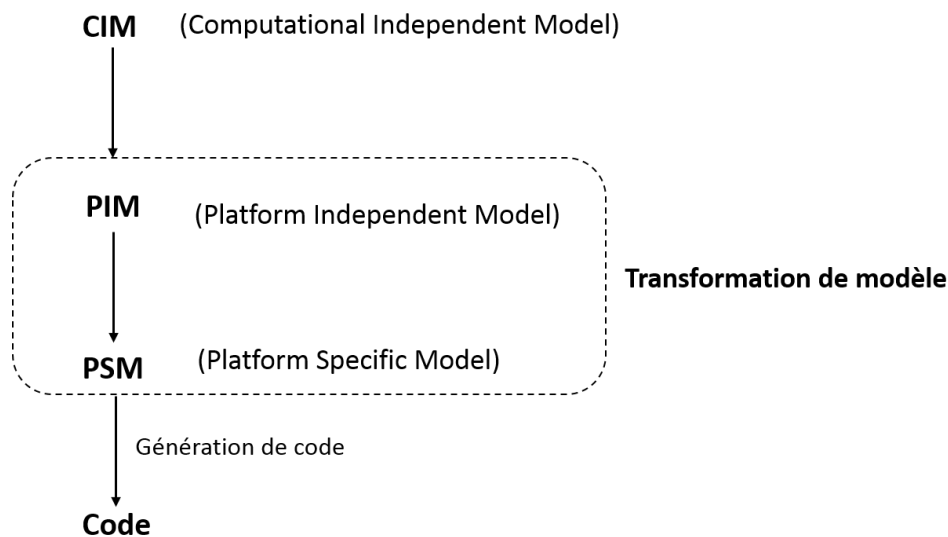 CIM (Computational Independent Model)
PIM (Platform Independent Model)
Transformation de modèle
PSM (Platform Specific Model)
Génération de code
Code